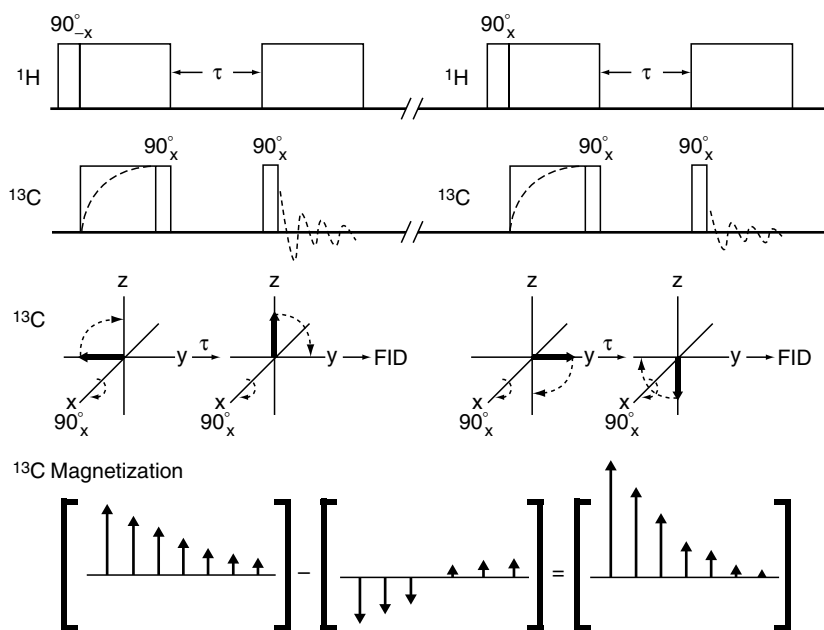 90°-x 90°x
¹H τ ¹H τ
90°x 90°x 90°x 90°x
¹³C ¹³C
z z z z
¹³C
y τ y FID y τ y FID
x x x x
90°x 90°x 90°x 90°x
¹³C Magnetization
− =